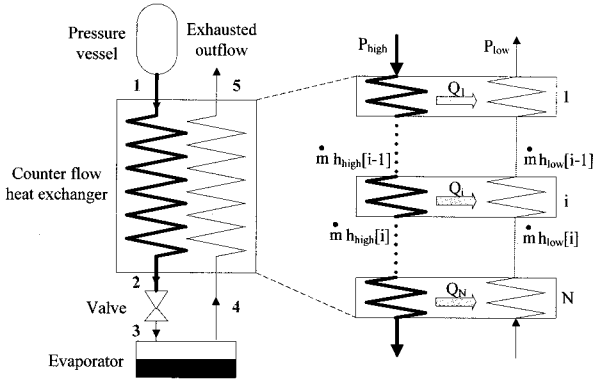 Pressure
vessel
Exhausted
outflow
1
5
Counter flow
heat exchanger
2
Valve
3
4
Evaporator
P_high
P_low
Q_1
1
ṁ h_high[i-1]
ṁ h_low[i-1]
Q_i
i
ṁ h_high[i]
ṁ h_low[i]
Q_N
N